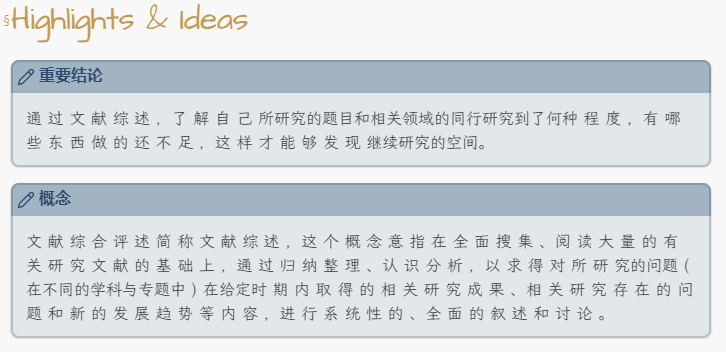 §Highlights & Ideas
重要结论
通过文献综述，了解自己所研究的题目和相关领域的同行研究到了何种程度，有哪
些东西做的还不足，这样才能够发现继续研究的空间。
概念
文献综合评述简称文献综述，这个概念意指在全面搜集、阅读大量的有
关研究文献的基础上，通过归纳整理、认识分析，以求得对所研究的问题（
在不同的学科与专题中）在给定时期内取得的相关研究成果、相关研究存在的问
题和新的发展趋势等内容，进行系统性的、全面的叙述和讨论。